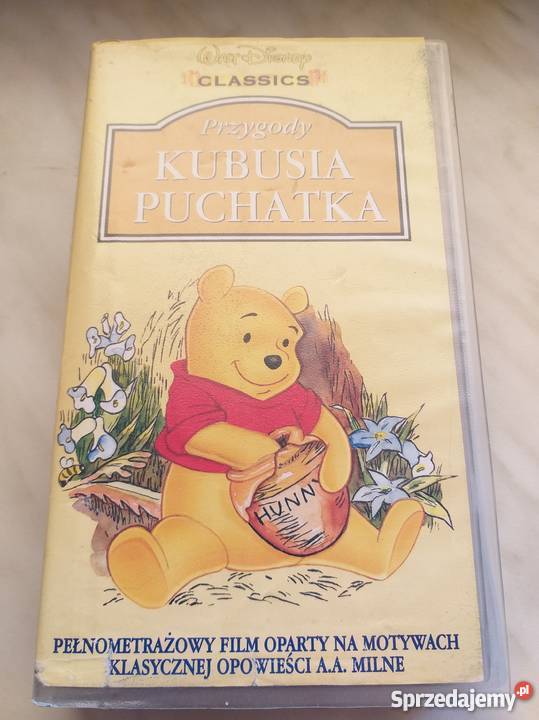 Walt Disney
CLASSICS
Przygody
KUBUSIA
PUCHATKA
HUNNY
PEŁNOMETRAŻOWY FILM OPARTY NA MOTYWACH
KLASYCZNEJ OPOWIEŚCI A.A. MILNE
Sprzedajemy.pl